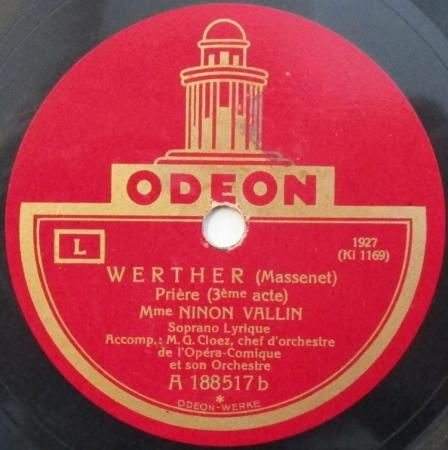 ODEON
L
1927
(Ki 1169)
WERTHER (Massenet)
Prière (3ème acte)
Mme NINON VALLIN
Soprano Lyrique
Accomp.: M. G. Cloez, chef d'orchestre
de l'Opéra-Comique
et son Orchestre
A 188517 b
*
ODEON-WERKE